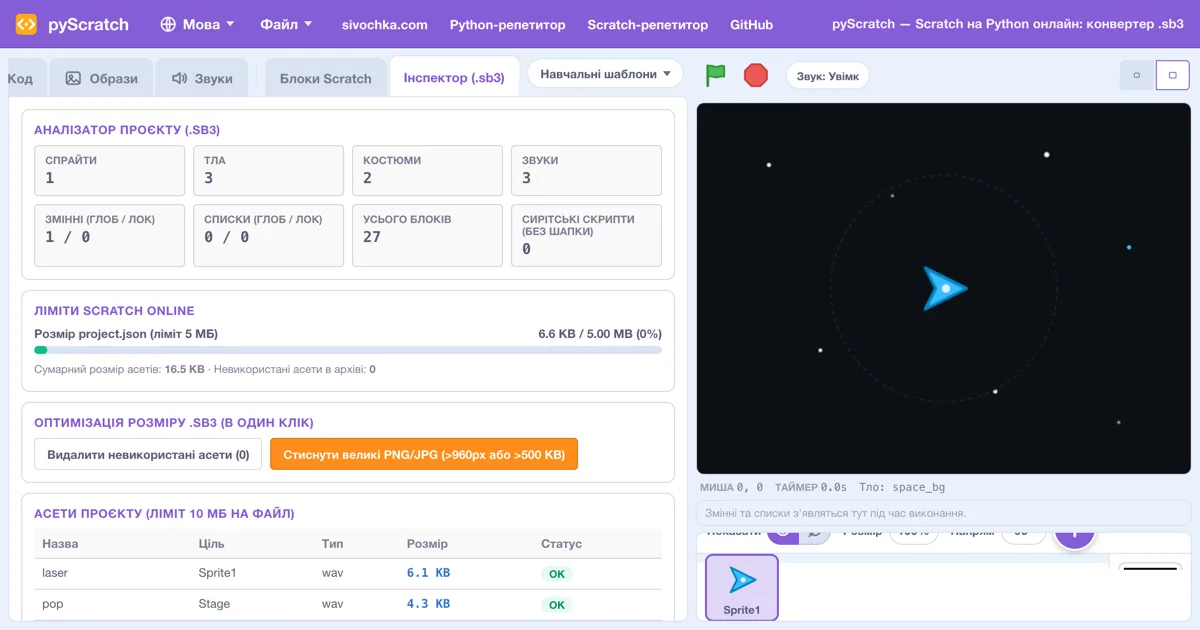 pyScratch
Мова
Файл
sivochka.com
Python-репетитор
Scratch-репетитор
GitHub
pyScratch — Scratch на Python онлайн: конвертер .sb3
Код
Образи
Звуки
Блоки Scratch
Інспектор (.sb3)
Навчальні шаблони
Звук: Увімк
АНАЛІЗАТОР ПРОЄКТУ (.SB3)
СПРАЙТИ
1
ТЛА
3
КОСТЮМИ
2
ЗВУКИ
3
ЗМІННІ (ГЛОБ / ЛОК)
1 / 0
СПИСКИ (ГЛОБ / ЛОК)
0 / 0
УСЬОГО БЛОКІВ
27
СИРІТСЬКІ СКРИПТИ
(БЕЗ ШАПКИ)
0
ЛІМІТИ SCRATCH ONLINE
Розмір project.json (ліміт 5 МБ)
6.6 KB / 5.00 MB (0%)
Сумарний розмір асетів: 16.5 KB · Невикористані асети в архіві: 0
ОПТИМІЗАЦІЯ РОЗМІРУ .SB3 (В ОДИН КЛІК)
Видалити невикористані асети (0)
Стиснути великі PNG/JPG (>960px або >500 KB)
АСЕТИ ПРОЄКТУ (ЛІМІТ 10 МБ НА ФАЙЛ)
Назва Ціль Тип Розмір Статус
laser Sprite1 wav 6.1 KB OK
pop Stage wav 4.3 KB OK
МИША 0, 0 ТАЙМЕР 0.0s Тло: space_bg
Змінні та списки з'являться тут під час виконання.
Sprite1